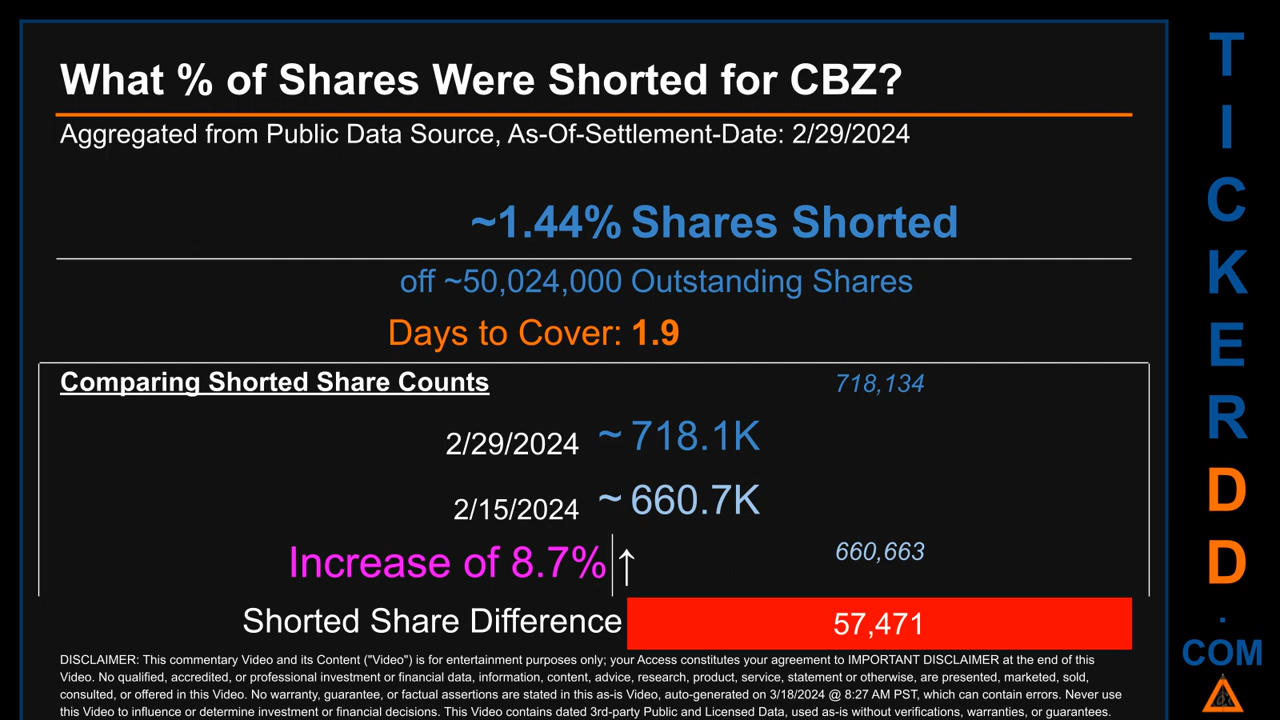 What % of Shares Were Shorted for CBZ?
Aggregated from Public Data Source, As-Of-Settlement-Date: 2/29/2024
~1.44% Shares Shorted
off ~50,024,000 Outstanding Shares
Days to Cover: 1.9
Comparing Shorted Share Counts 718,134
2/29/2024 ~ 718.1K
2/15/2024 ~ 660.7K
Increase of 8.7% ↑ 660,663
Shorted Share Difference 57,471
DISCLAIMER: This commentary Video and its Content ("Video") is for entertainment purposes only; your Access constitutes your agreement to IMPORTANT DISCLAIMER at the end of this
Video. No qualified, accredited, or professional investment or financial data, information, content, advice, research, product, service, statement or otherwise, are presented, marketed, sold,
consulted, or offered in this Video. No warranty, guarantee, or factual assertions are stated in this as-is Video, auto-generated on 3/18/2024 @ 8:27 AM PST, which can contain errors. Never use
this Video to influence or determine investment or financial decisions. This Video contains dated 3rd-party Public and Licensed Data, used as-is without verifications, warranties, or guarantees.
T
I
C
K
E
R
D
D
.
COM